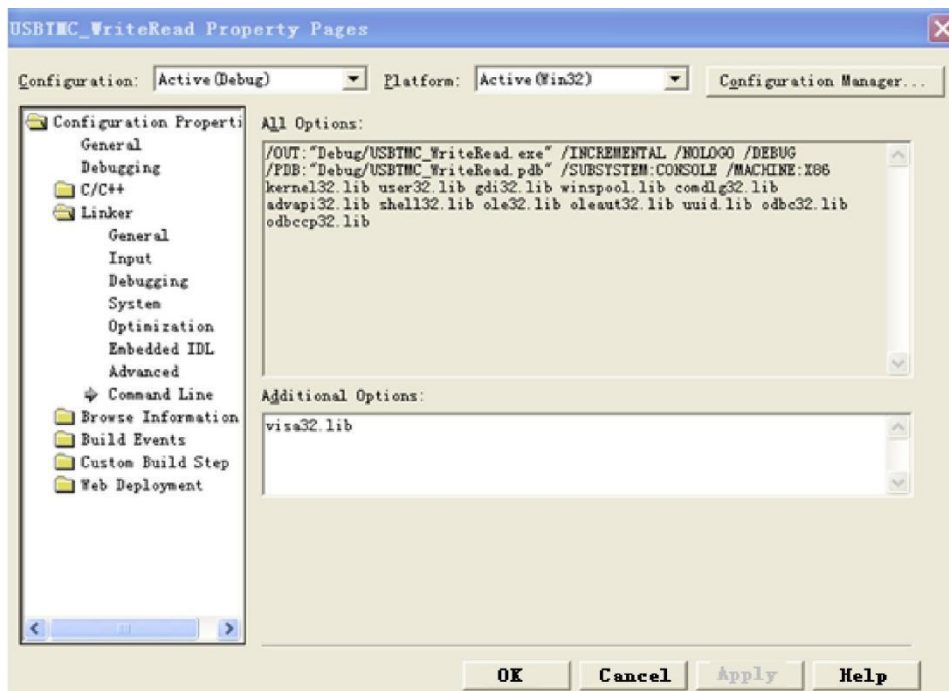 USBTMC_WriteRead Property Pages
Configuration: Active(Debug) Platform: Active(Win32) Configuration Manager...
Configuration Properti
General
Debugging
C/C++
Linker
General
Input
Debugging
System
Optimization
Embedded IDL
Advanced
Command Line
Browse Information
Build Events
Custom Build Step
Web Deployment
All Options:
/OUT:"Debug/USBTMC_WriteRead.exe" /INCREMENTAL /NOLOGO /DEBUG
/PDB:"Debug/USBTMC_WriteRead.pdb" /SUBSYSTEM:CONSOLE /MACHINE:X86
kernel32.lib user32.lib gdi32.lib winspool.lib comdlg32.lib
advapi32.lib shell32.lib ole32.lib oleaut32.lib uuid.lib odbc32.lib
odbccp32.lib
Additional Options:
visa32.lib
OK Cancel Apply Help